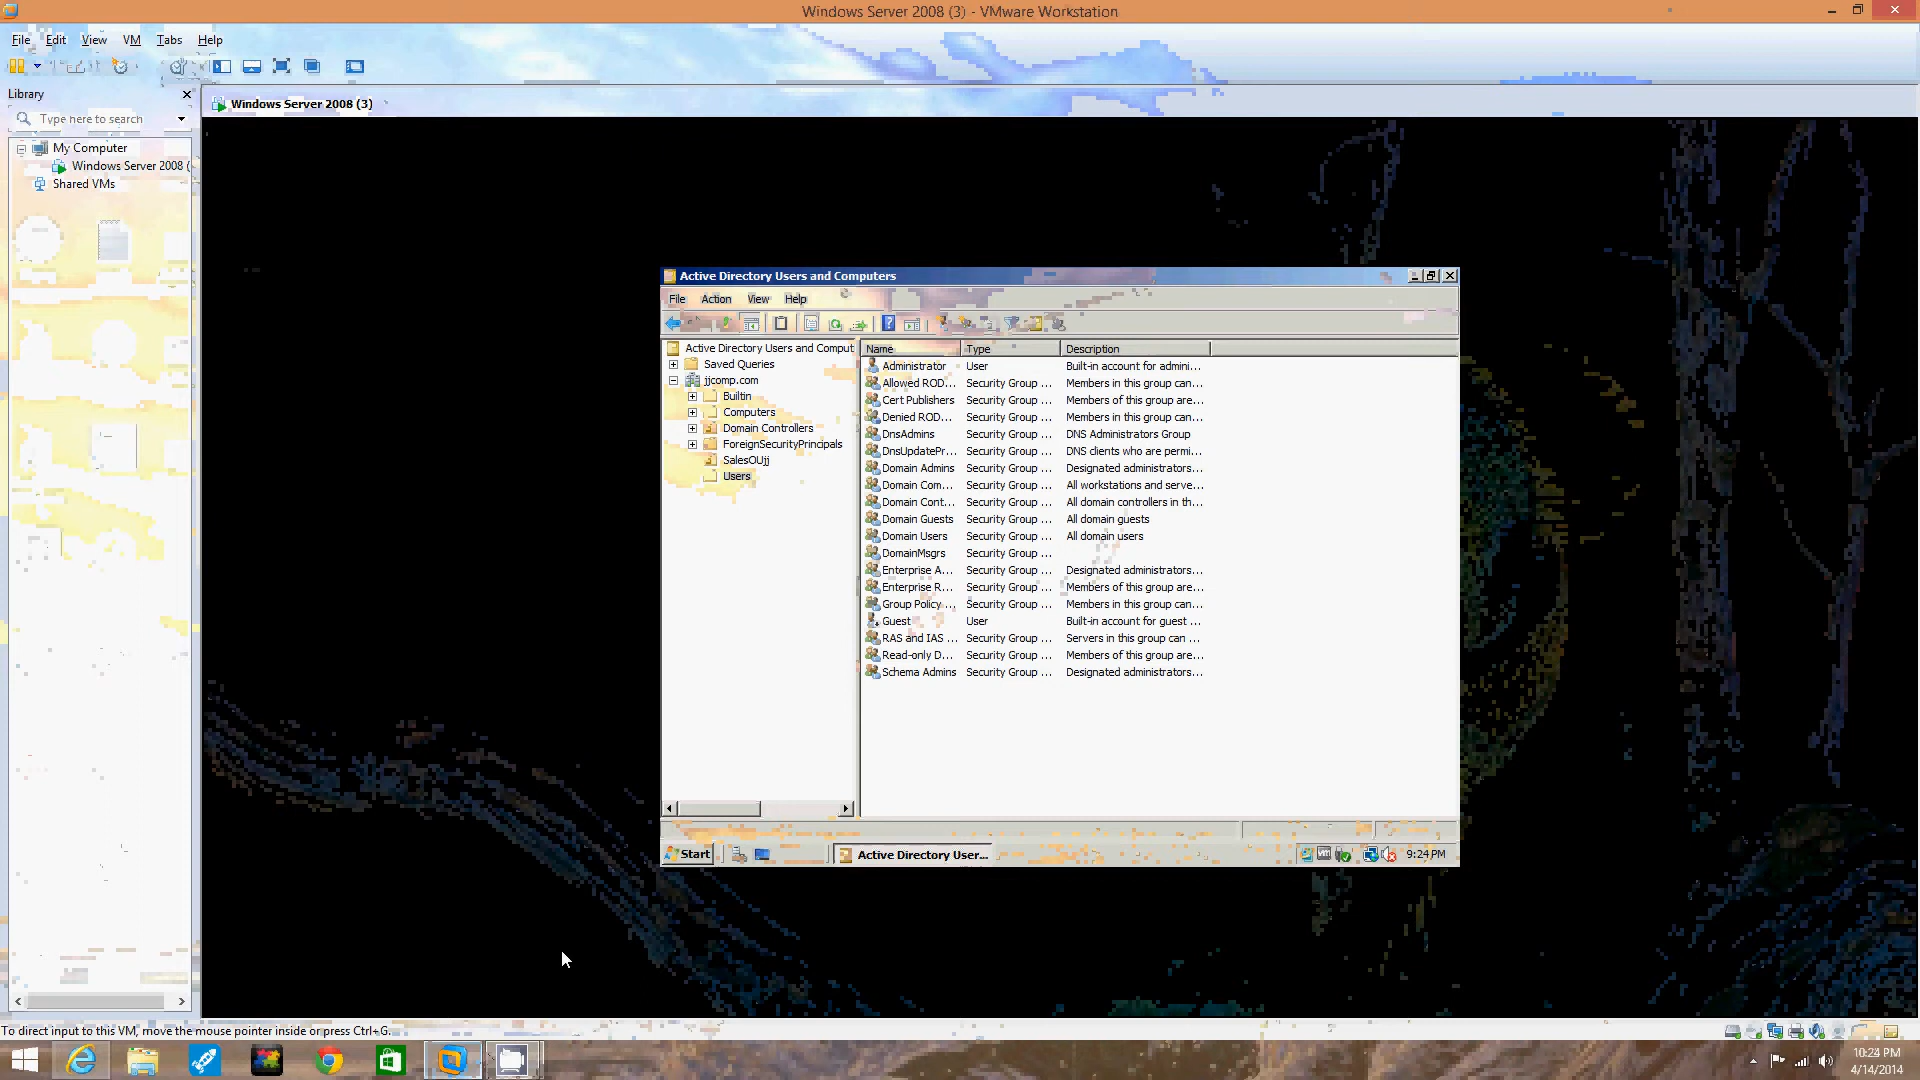 Windows Server 2008 (3) - VMware Workstation
File Edit View VM Tabs Help
Library
Windows Server 2008 (3)
Type here to search
My Computer
Windows Server 2008 (
Shared VMs
Active Directory Users and Computers
File Action View Help
Active Directory Users and Comput
Saved Queries
jjcomp.com
Builtin
Computers
Domain Controllers
ForeignSecurityPrincipals
SalesOUjj
Users
Name Type Description
Administrator User Built-in account for admini...
Allowed ROD... Security Group ... Members in this group can...
Cert Publishers Security Group ... Members of this group are...
Denied ROD... Security Group ... Members in this group can...
DnsAdmins Security Group ... DNS Administrators Group
DnsUpdatePr... Security Group ... DNS clients who are permi...
Domain Admins Security Group ... Designated administrators...
Domain Com... Security Group ... All workstations and serve...
Domain Cont... Security Group ... All domain controllers in th...
Domain Guests Security Group ... All domain guests
Domain Users Security Group ... All domain users
DomainMsgrs Security Group ...
Enterprise A... Security Group ... Designated administrators...
Enterprise R... Security Group ... Members of this group are...
Group Policy ... Security Group ... Members in this group can...
Guest User Built-in account for guest ...
RAS and IAS ... Security Group ... Servers in this group can ...
Read-only D... Security Group ... Members of this group are...
Schema Admins Security Group ... Designated administrators...
Start Active Directory User... 9:24 PM
To direct input to this VM, move the mouse pointer inside or press Ctrl+G.
10:24 PM
4/14/2014